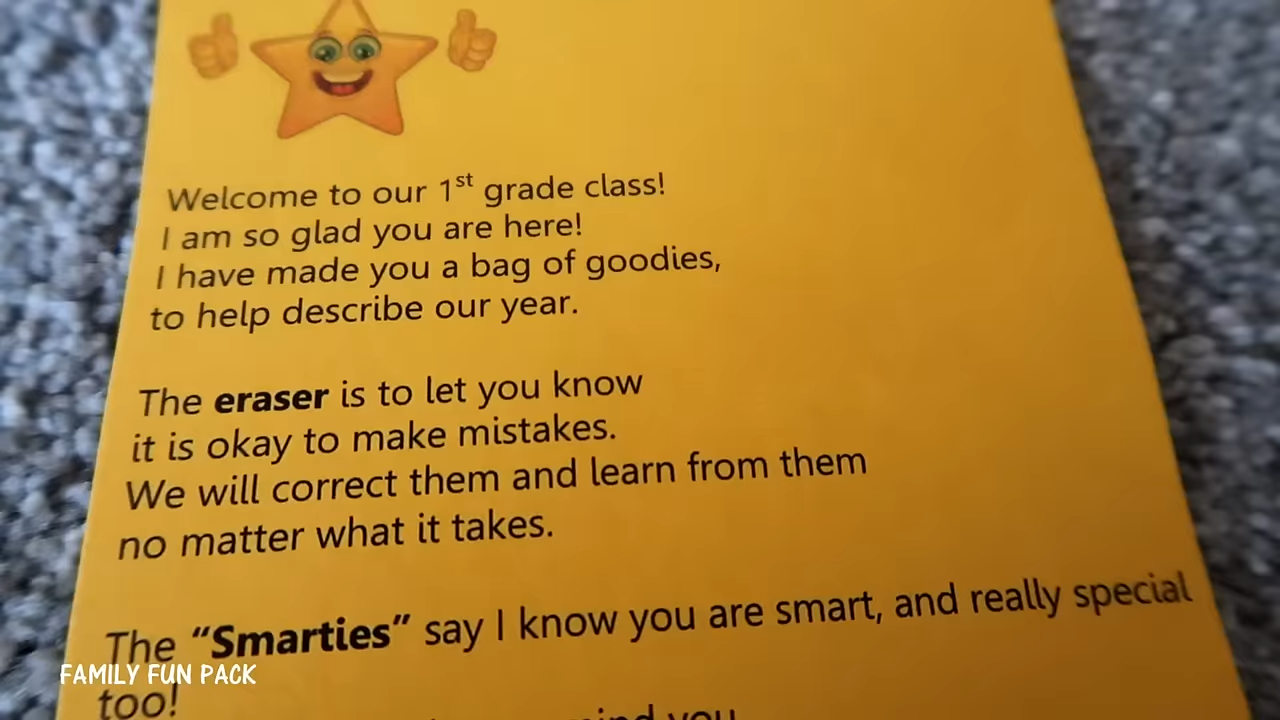 Welcome to our 1st grade class!
I am so glad you are here!
I have made you a bag of goodies,
to help describe our year.
The eraser is to let you know
it is okay to make mistakes.
We will correct them and learn from them
no matter what it takes.
The “Smarties” say I know you are smart, and really special
too!
mind you
FAMILY FUN PACK